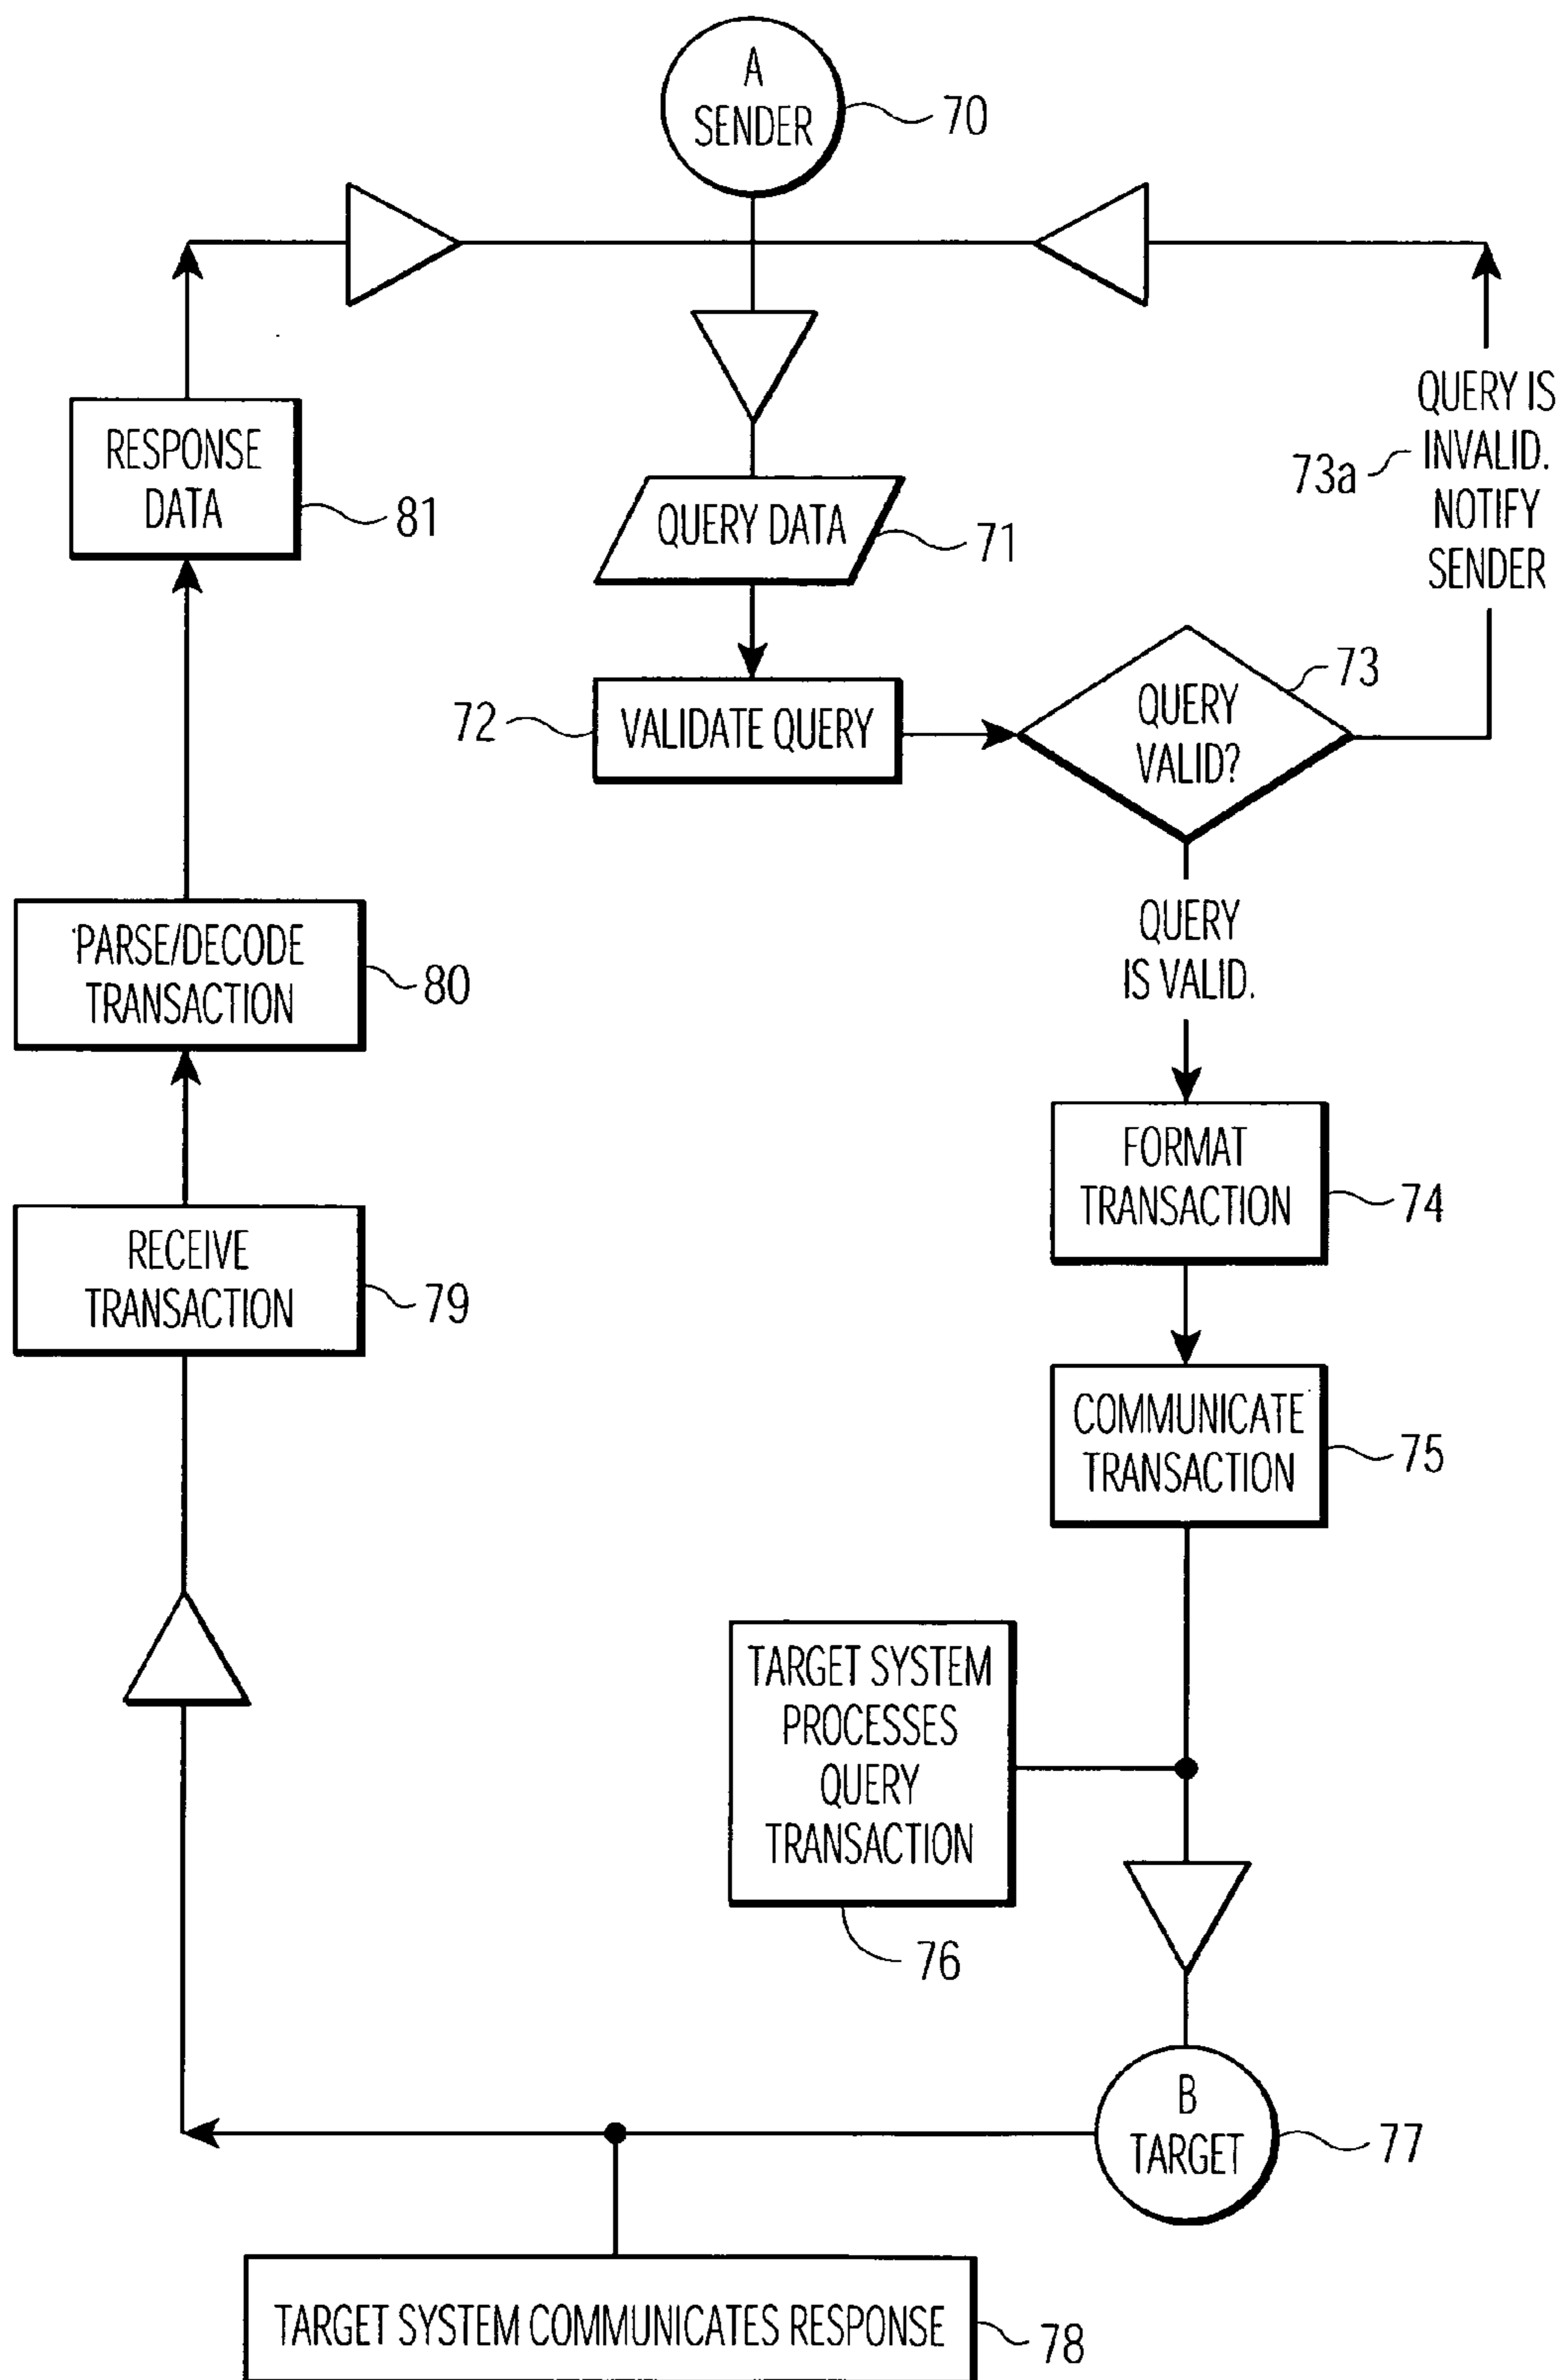 A
SENDER
70
RESPONSE
DATA
81
QUERY DATA
71
QUERY IS
INVALID.
NOTIFY
SENDER
73a
72
VALIDATE QUERY
QUERY
VALID?
73
QUERY
IS VALID.
PARSE/DECODE
TRANSACTION
80
FORMAT
TRANSACTION
74
RECEIVE
TRANSACTION
79
COMMUNICATE
TRANSACTION
75
TARGET SYSTEM
PROCESSES
QUERY
TRANSACTION
76
B
TARGET
77
TARGET SYSTEM COMMUNICATES RESPONSE
78